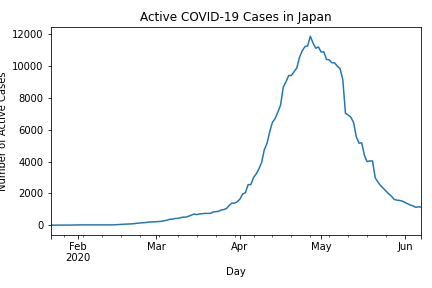 Active COVID-19 Cases in Japan
12000
10000
8000
6000
4000
2000
0
Number of Active Cases
Feb
2020
Mar
Apr
May
Jun
Day